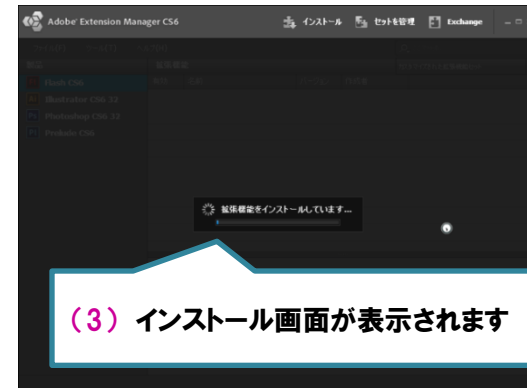 Adobe® Extension Manager CS6 インストール セットを管理 Exchange
Flash CS6
Illustrator CS6 32
Photoshop CS6 32
Prelude CS6
拡張機能をインストールしています...
(3) インストール画面が表示されます